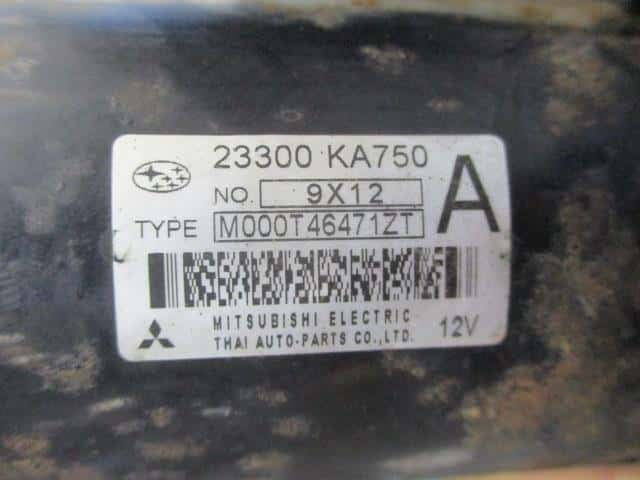 23300 KA750
NO. 9X12
TYPE M000T46471ZT
A
MITSUBISHI ELECTRIC
THAI AUTO-PARTS CO.,LTD.
12V